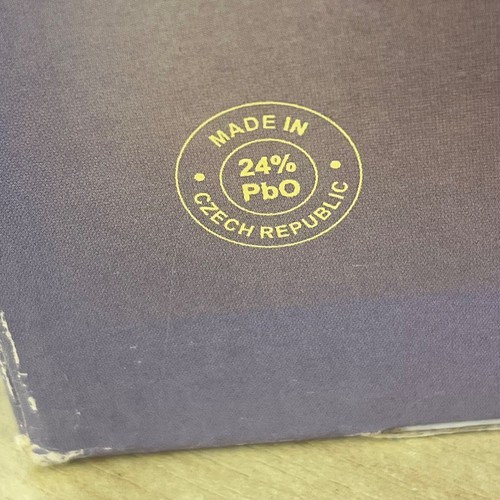 MADE IN
24%
PbO
CZECH REPUBLIC